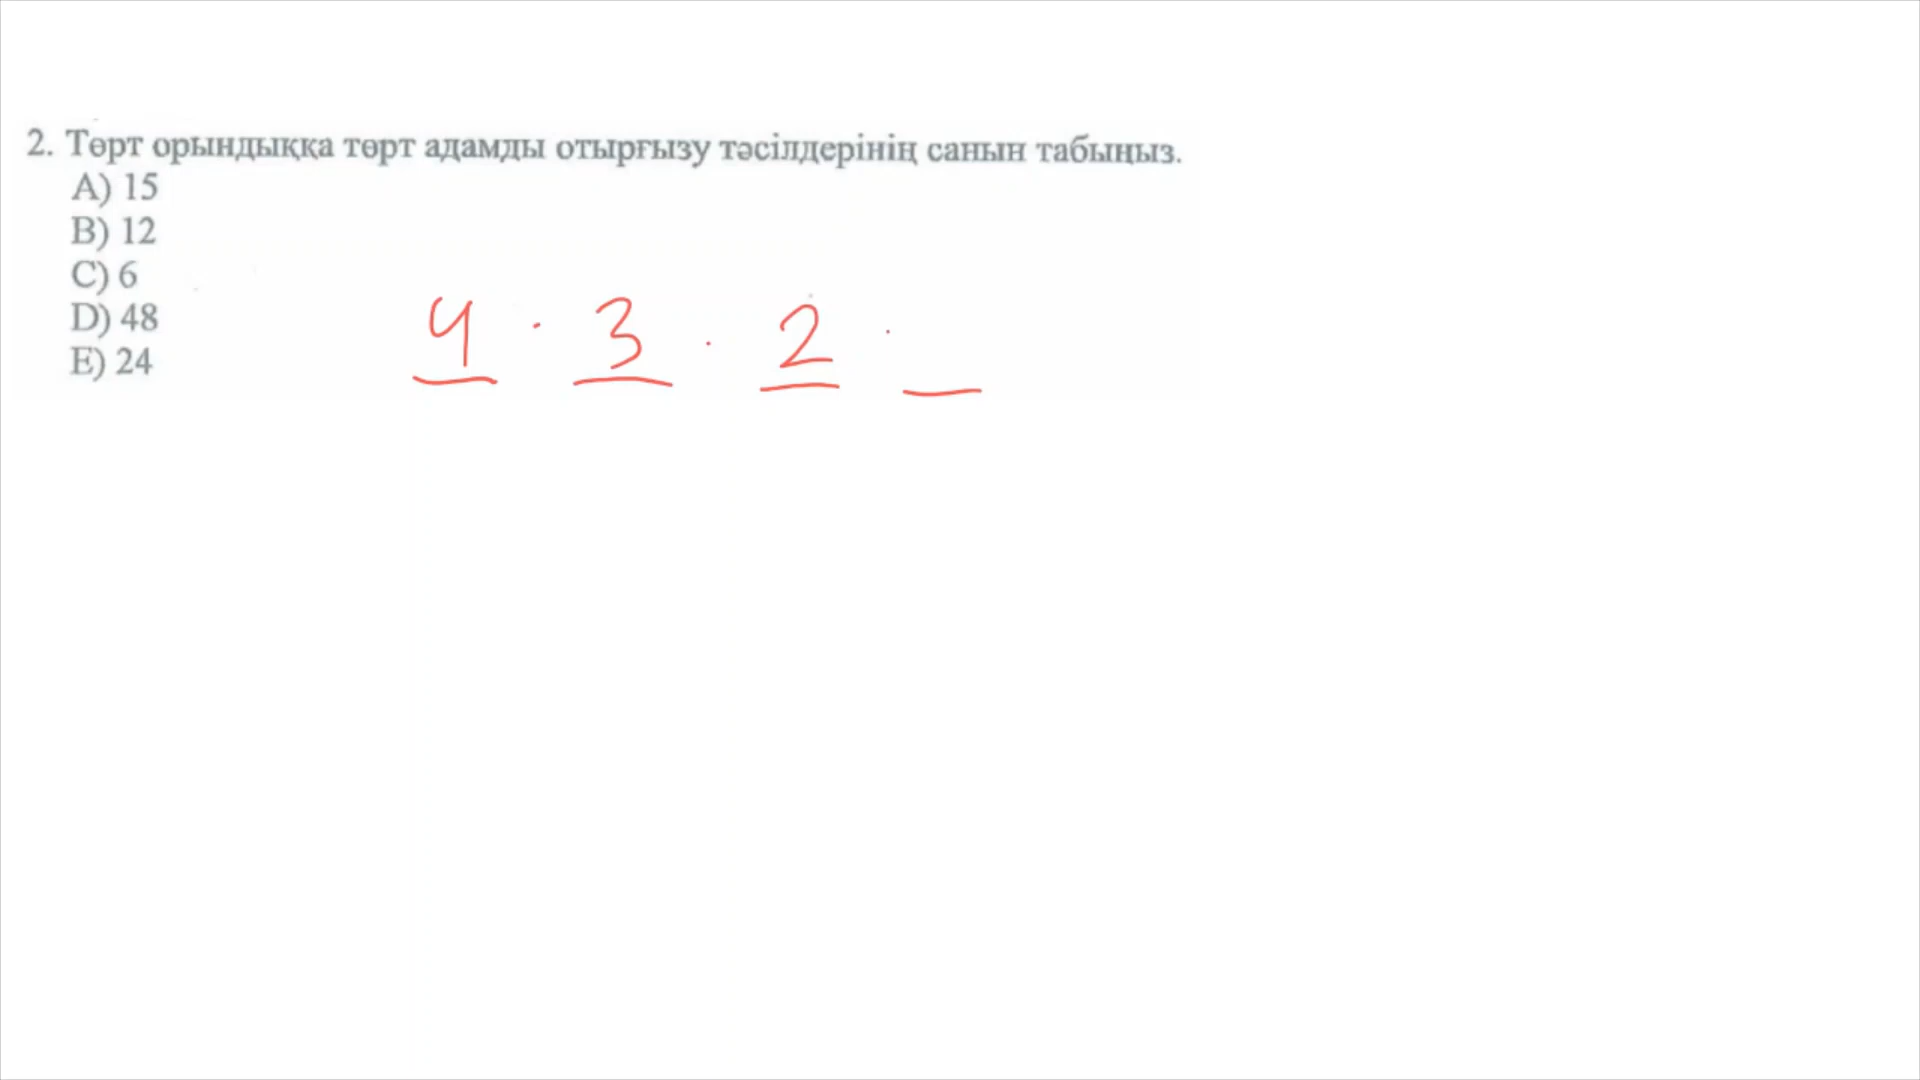 2. Төрт орындыққа төрт адамды отырғызу тәсілдерінің санын табыңыз.
A) 15
B) 12
C) 6
D) 48
E) 24
4 · 3 · 2 · _